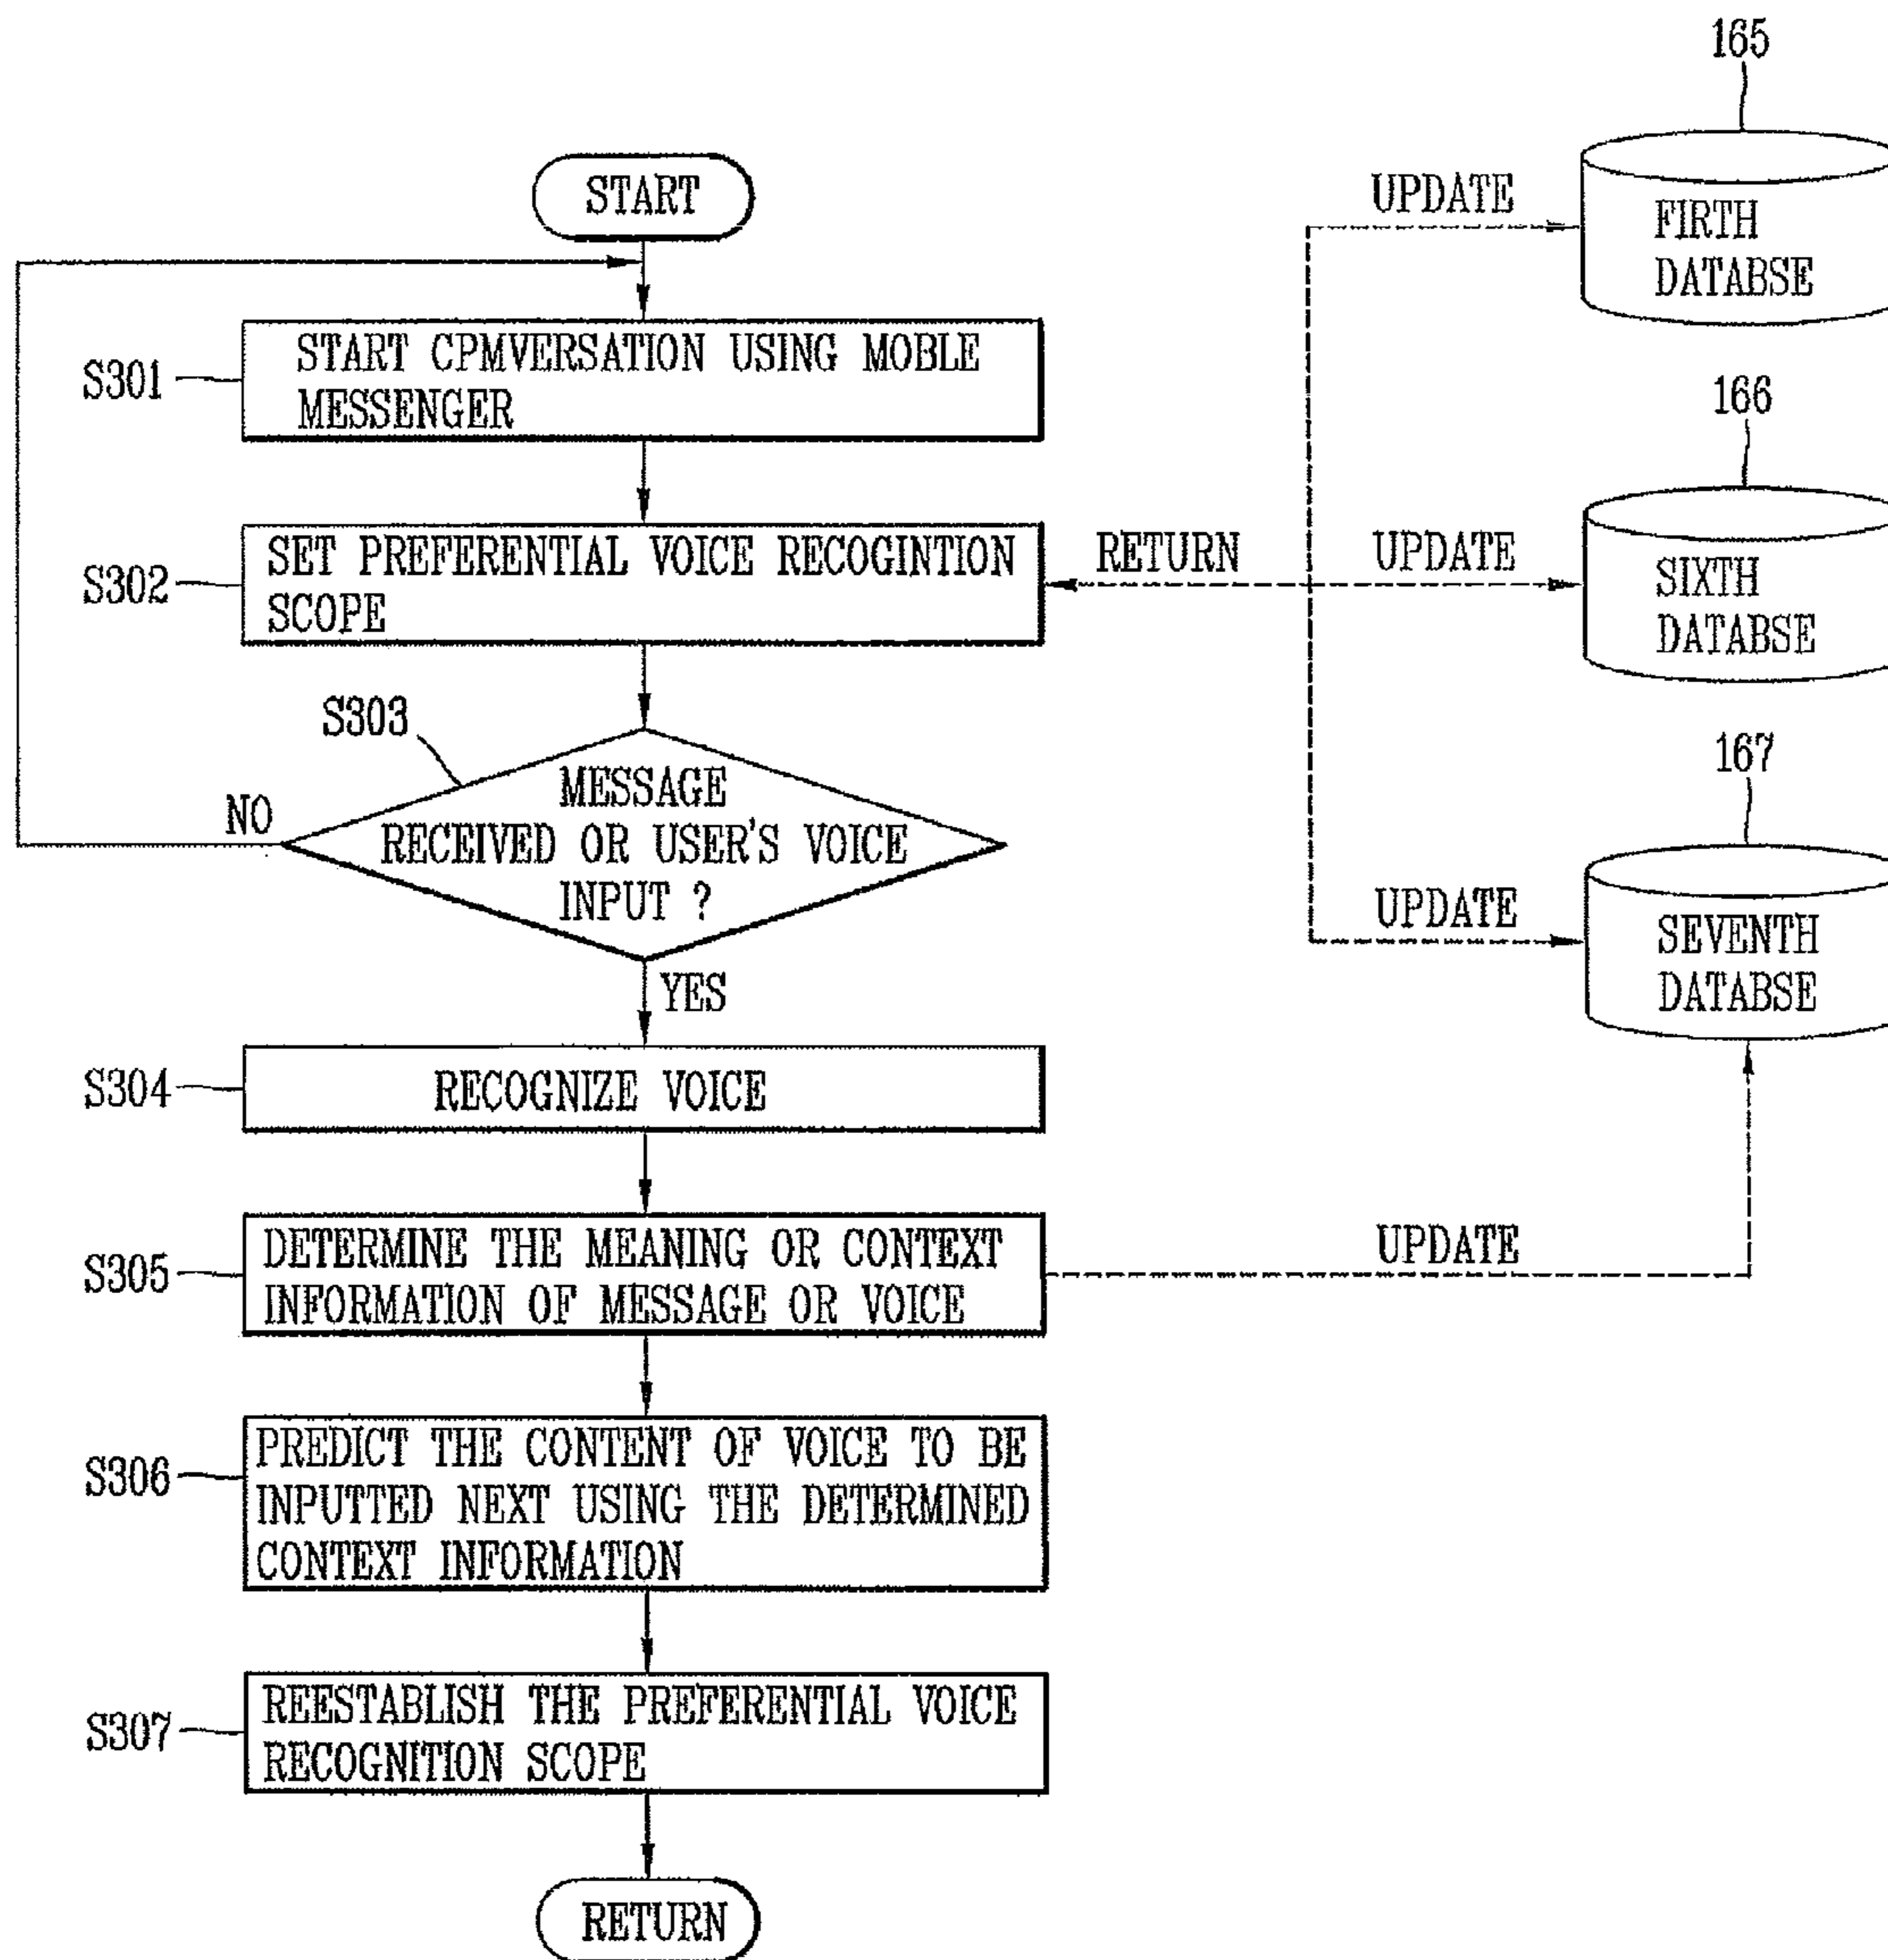 165
START
UPDATE
FIRTH
DATABSE
S301
START CPMVERSATION USING MOBLE
MESSENGER
166
S302
SET PREFERENTIAL VOICE RECOGINTION
SCOPE
RETURN
UPDATE
SIXTH
DATABSE
S303
MESSAGE
RECEIVED OR USER'S VOICE
INPUT ?
NO
YES
167
UPDATE
SEVENTH
DATABSE
S304
RECOGNIZE VOICE
S305
DETERMINE THE MEANING OR CONTEXT
INFORMATION OF MESSAGE OR VOICE
UPDATE
S306
PREDICT THE CONTENT OF VOICE TO BE
INPUTTED NEXT USING THE DETERMINED
CONTEXT INFORMATION
S307
REESTABLISH THE PREFERENTIAL VOICE
RECOGNITION SCOPE
RETURN